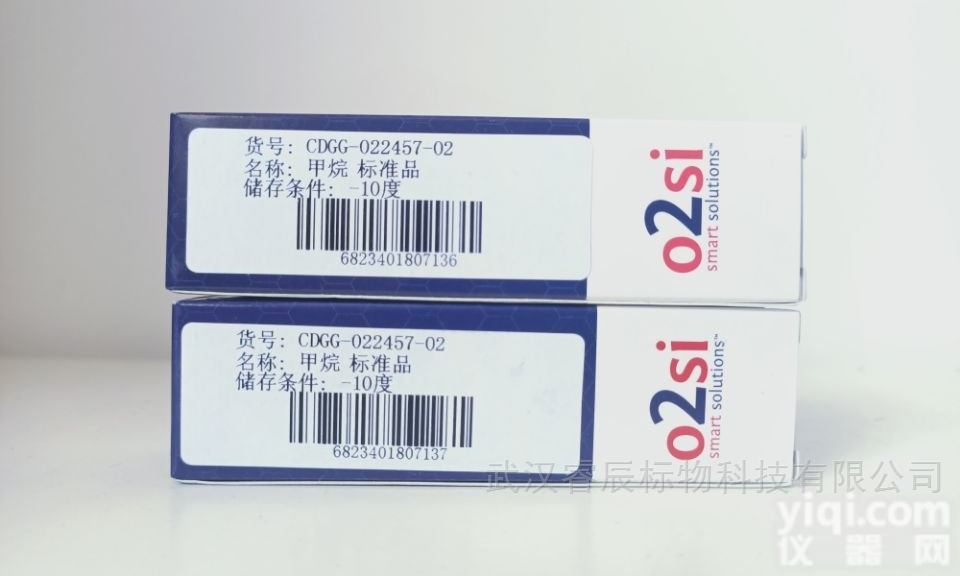 货号: CDGG-022457-02
名称: 甲烷 标准品
储存条件: -10度
6823401807136
o2si
smart solutions™
货号: CDGG-022457-02
名称: 甲烷 标准品
储存条件: -10度
6823401807137
o2si
smart solutions™
武汉睿辰标物科技有限公司
yiqi.com
仪器网